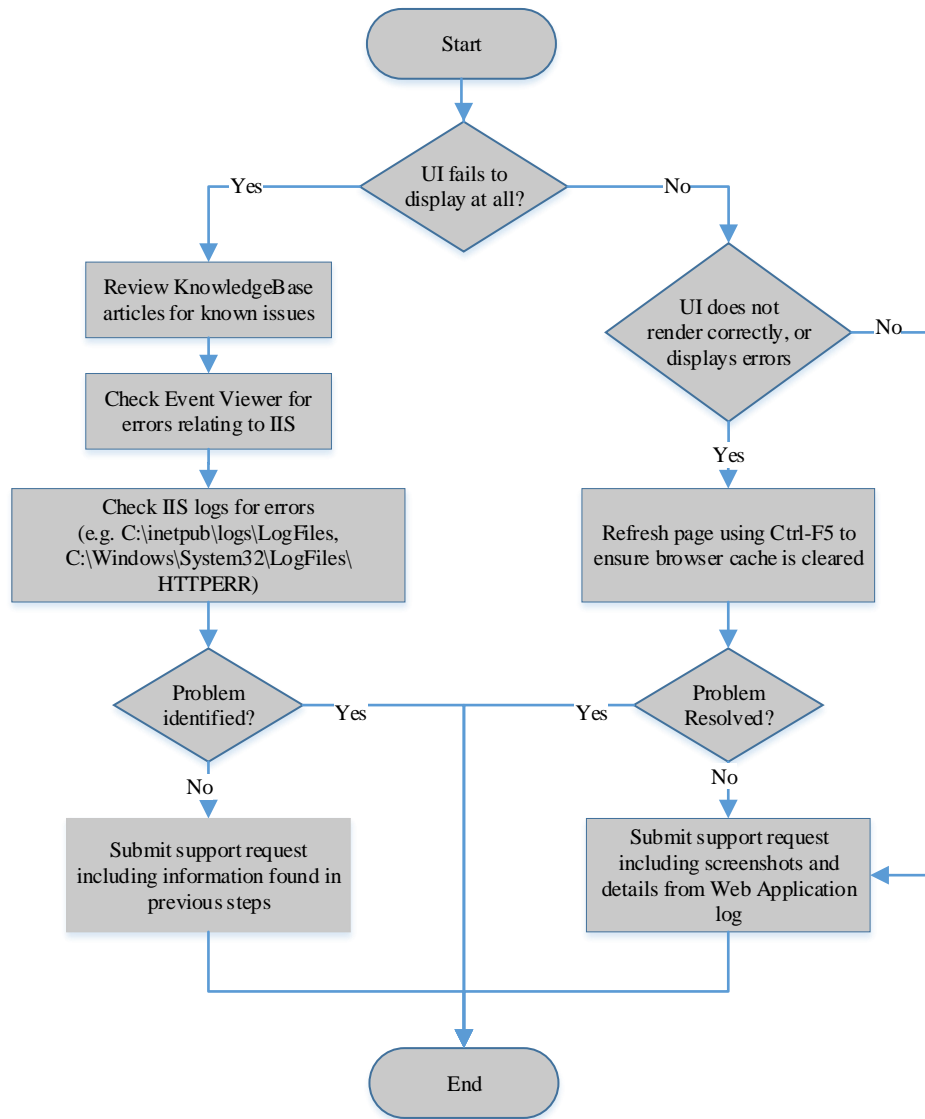 Start
UI fails to
display at all?
Yes
No
Review KnowledgeBase
articles for known issues
UI does not
render correctly, or
displays errors
No
Check Event Viewer for
errors relating to IIS
Yes
Check IIS logs for errors
(e.g. C:\inetpub\logs\LogFiles,
C:\Windows\System32\LogFiles\
HTTPERR)
Refresh page using Ctrl-F5 to
ensure browser cache is cleared
Problem
identified?
Yes
Yes
Problem
Resolved?
No
No
Submit support request
including information found in
previous steps
Submit support request
including screenshots and
details from Web Application
log
End